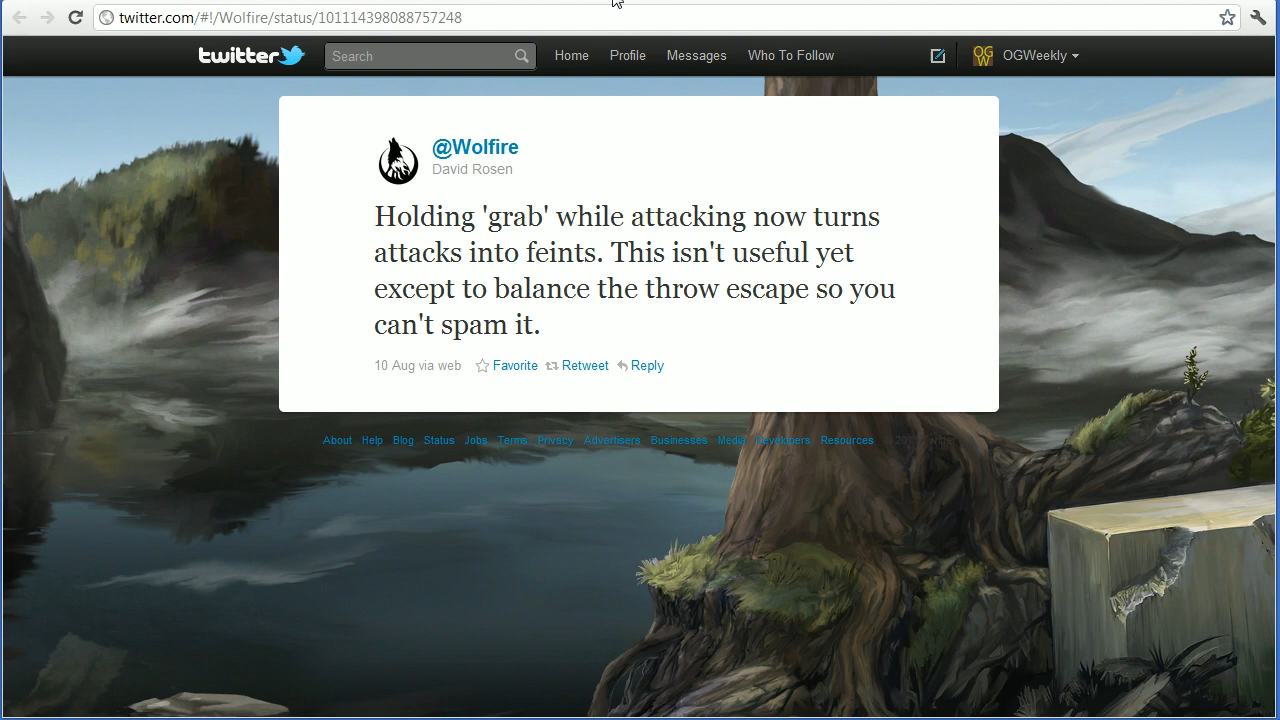 twitter.com/#!/Wolfire/status/101114398088757248
twitter Search Home Profile Messages Who To Follow OGW OGWeekly
@Wolfire
David Rosen
Holding 'grab' while attacking now turns
attacks into feints. This isn't useful yet
except to balance the throw escape so you
can't spam it.
10 Aug via web Favorite Retweet Reply
About Help Blog Status Jobs Terms Privacy Advertisers Businesses Media Developers Resources